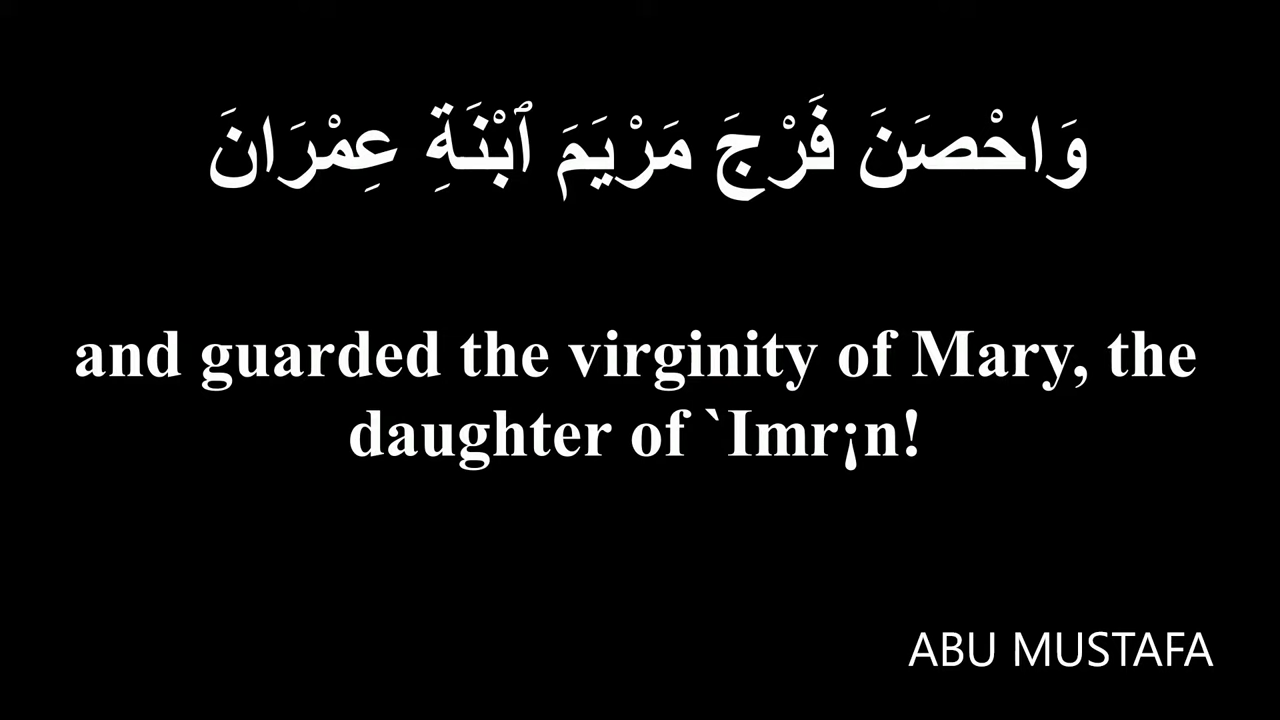 وَاحْصَنَ فَرْجَ مَرْيَمَ ٱبْنَةِ عِمْرَانَ
and guarded the virginity of Mary, the
daughter of `Imr¡n!
ABU MUSTAFA